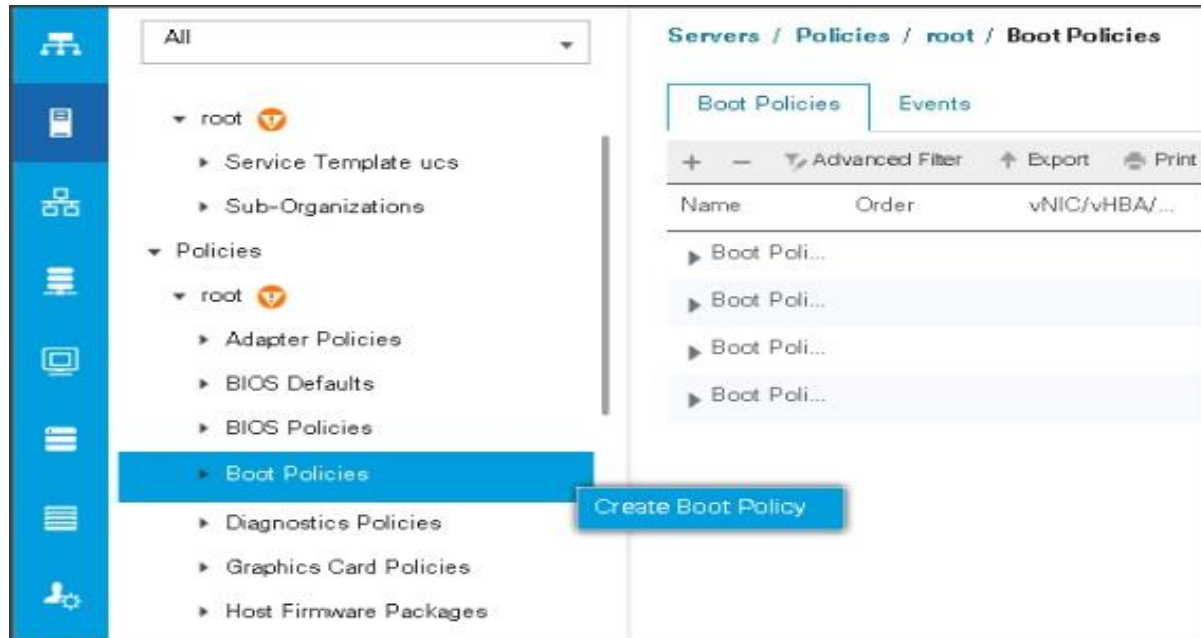 All
root
Service Template ucs
Sub-Organizations
Policies
root
Adapter Policies
BIOS Defaults
BIOS Policies
Boot Policies
Diagnostics Policies
Graphics Card Policies
Host Firmware Packages
Create Boot Policy
Servers / Policies / root / Boot Policies
Boot Policies Events
+ − Advanced Filter Export Print
Name Order vNIC/vHBA/...
Boot Poli...
Boot Poli...
Boot Poli...
Boot Poli...